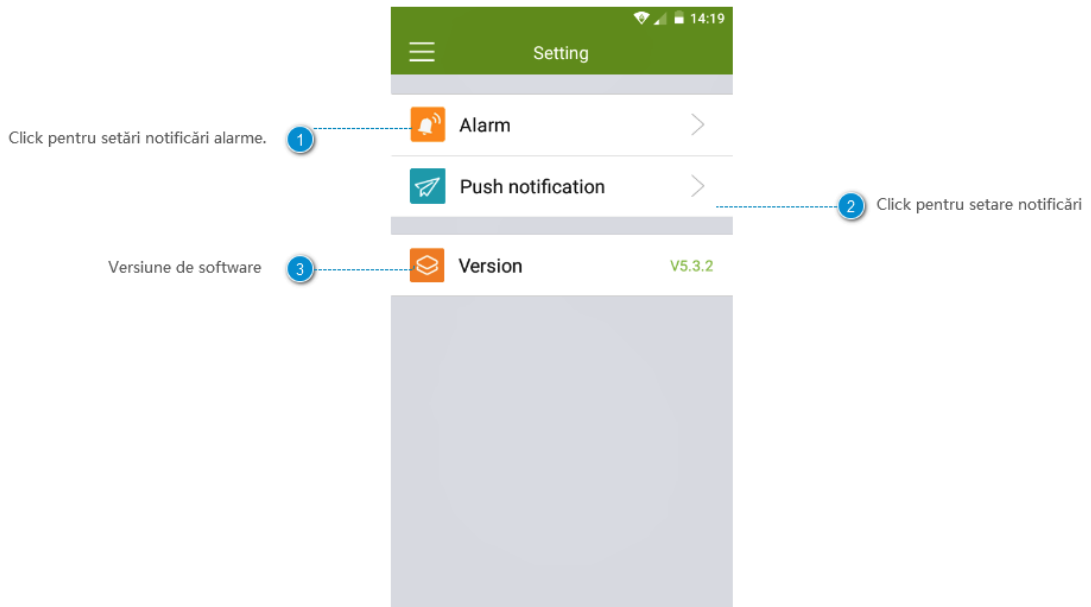 14:19
Setting
Click pentru setări notificări alarme.
1
Alarm
Push notification
2
Click pentru setare notificări
Versiune de software
3
Version
V5.3.2